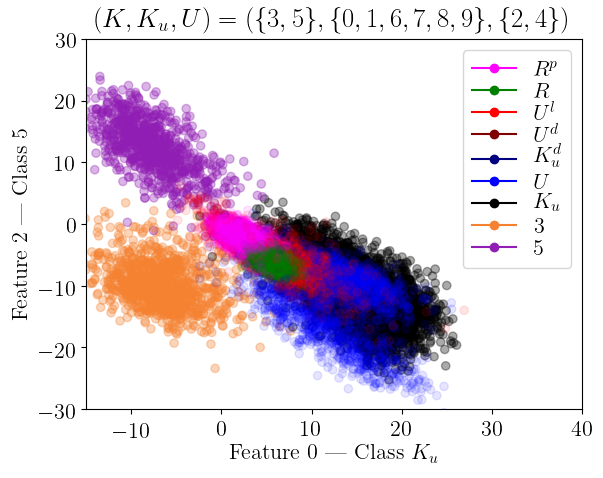 (K, K_u, U) = ({3, 5}, {0, 1, 6, 7, 8, 9}, {2, 4})
30
20
10
0
−10
−20
−30
Feature 2 — Class 5
R^p
R
U^l
U^d
K_u^d
U
K_u
3
5
−10
0
10
20
30
40
Feature 0 — Class K_u